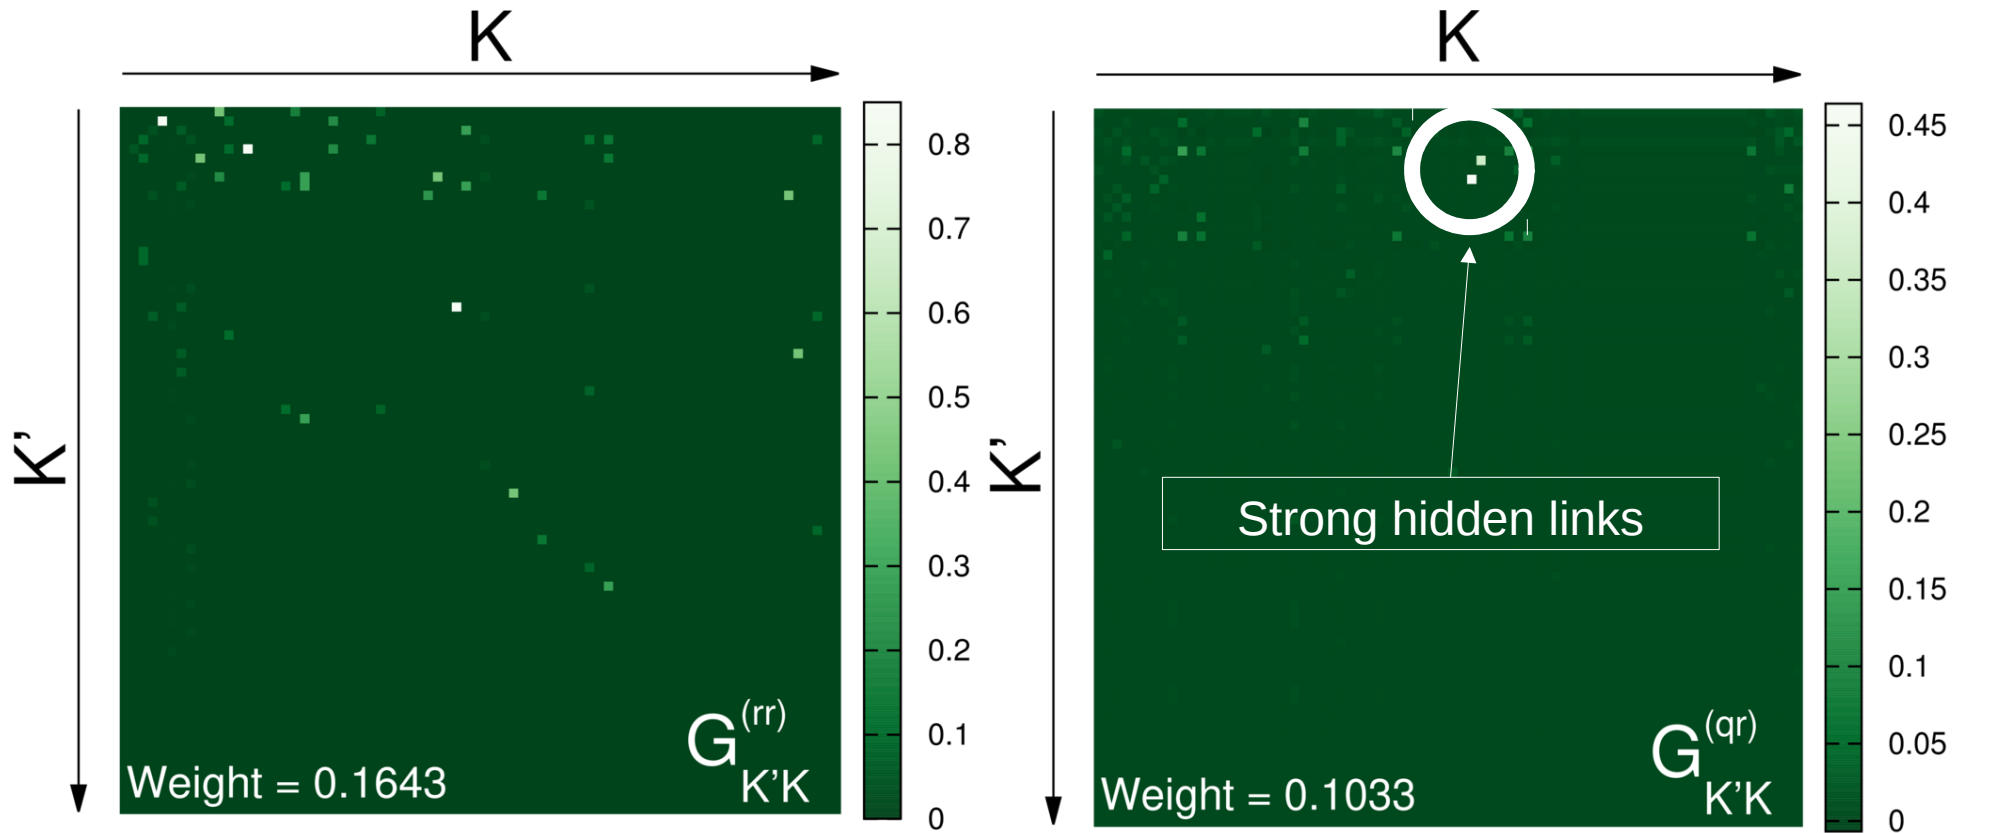 K
K
K'
0.8
0.7
0.6
0.5
0.4
0.3
0.2
0.1
0
Weight = 0.1643
G(rr)K'K
K'
Strong hidden links
0.45
0.4
0.35
0.3
0.25
0.2
0.15
0.1
0.05
0
Weight = 0.1033
G(qr)K'K